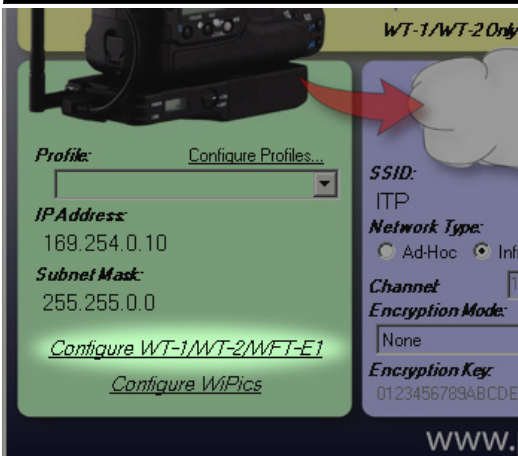 WT-1/WT-2 Only
Profile:
Configure Profiles...
IP Address:
169.254.0.10
Subnet Mask:
255.255.0.0
Configure WT-1/WT-2/WFT-E1
Configure WiPics
SSID:
ITP
Network Type:
Ad-Hoc
Channel:
Encryption Mode:
None
Encryption Key:
0123456789ABCDE
www.